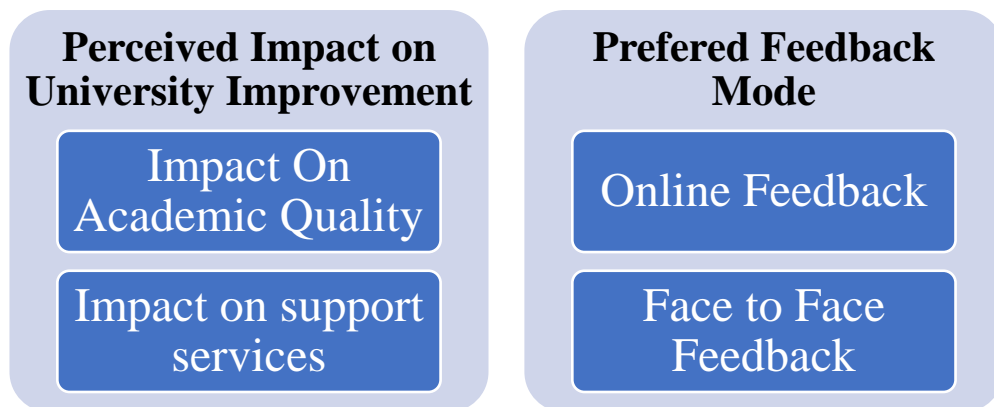 Perceived Impact on
University Improvement
Impact On
Academic Quality
Impact on support
services
Prefered Feedback
Mode
Online Feedback
Face to Face
Feedback